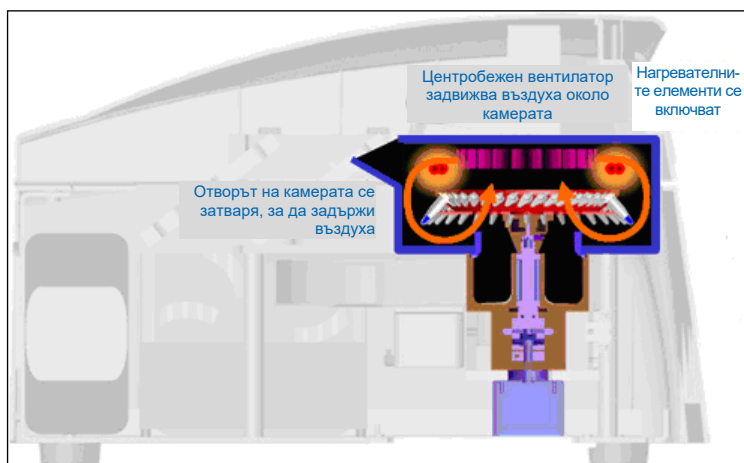 Центробежен вентилатор
задвижва въздуха около
камерата
Нагревателни-
те елементи се
включват
Отворът на камерата се
затваря, за да задържи
въздуха